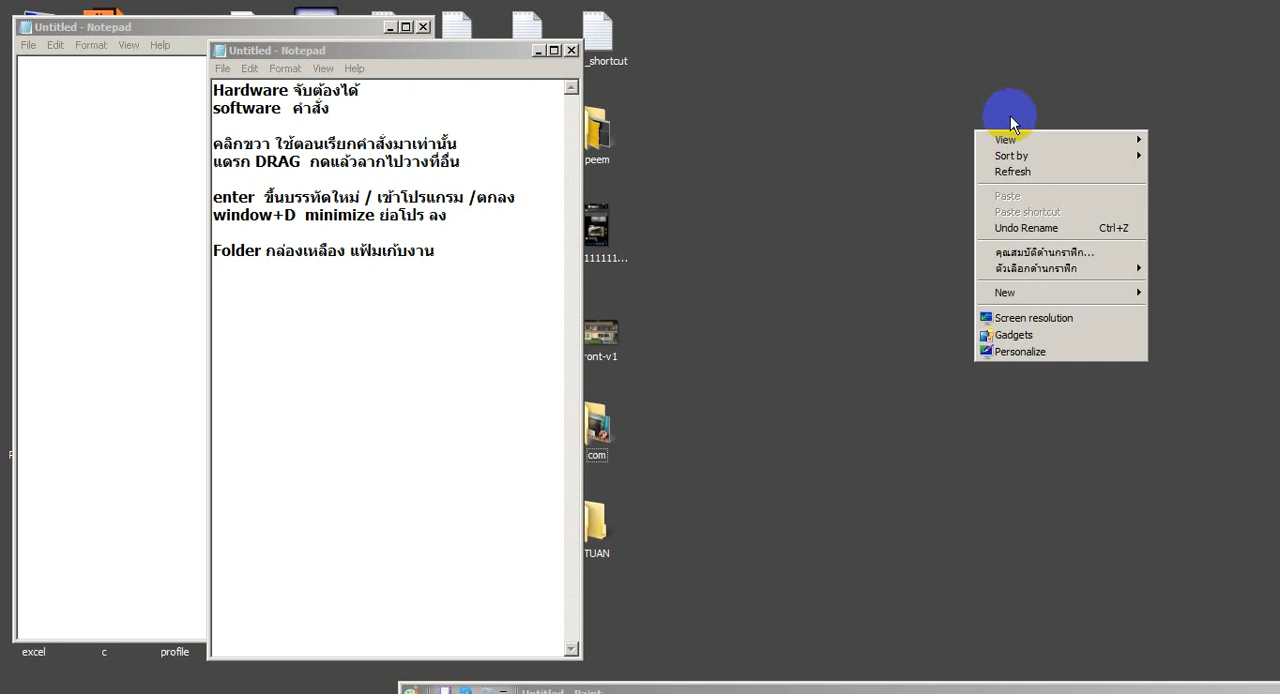 Untitled - Notepad
File Edit Format View Help
Untitled - Notepad
File Edit Format View Help
Hardware จับต้องได้
software คำสั่ง
คลิกขวา ใช้ตอนเรียกคำสั่งมาเท่านั้น
แดรก DRAG กดแล้วลากไปวางที่อื่น
enter ขึ้นบรรทัดใหม่ / เข้าโปรแกรม /ตกลง
window+D minimize ย่อโปร ลง
Folder กล่องเหลือง แฟ้มเก้บงาน
_shortcut
peem
111111...
ront-v1
com
TUAN
excel
c
profile
View
Sort by
Refresh
Paste
Paste shortcut
Undo Rename Ctrl+Z
คุณสมบัติด้านกราฟิก...
ตัวเลือกด้านกราฟิก
New
Screen resolution
Gadgets
Personalize
Untitled - Paint